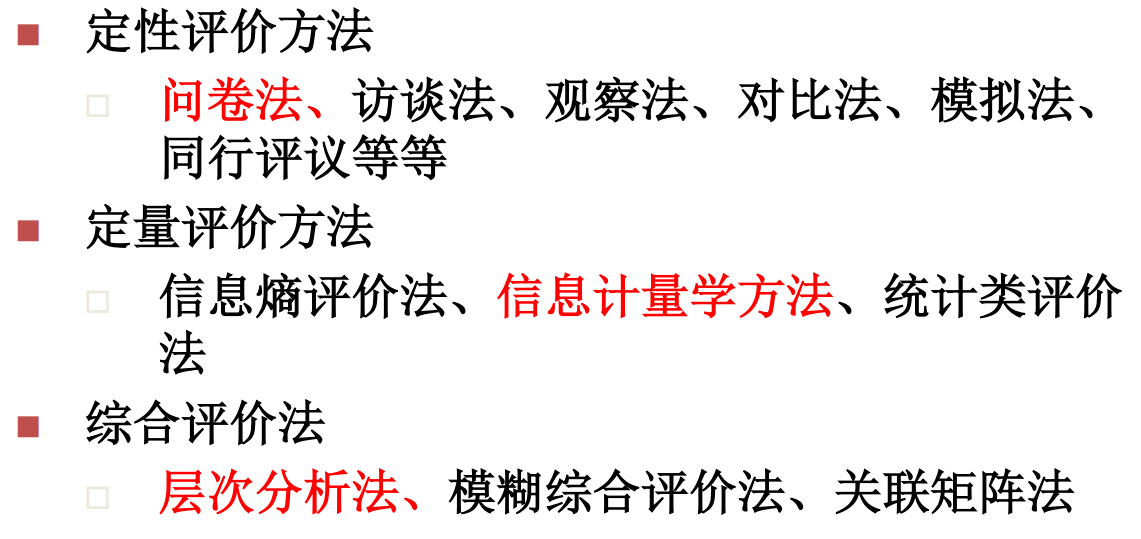 定性评价方法
问卷法、访谈法、观察法、对比法、模拟法、
同行评议等等
定量评价方法
信息熵评价法、信息计量学方法、统计类评价
法
综合评价法
层次分析法、模糊综合评价法、关联矩阵法